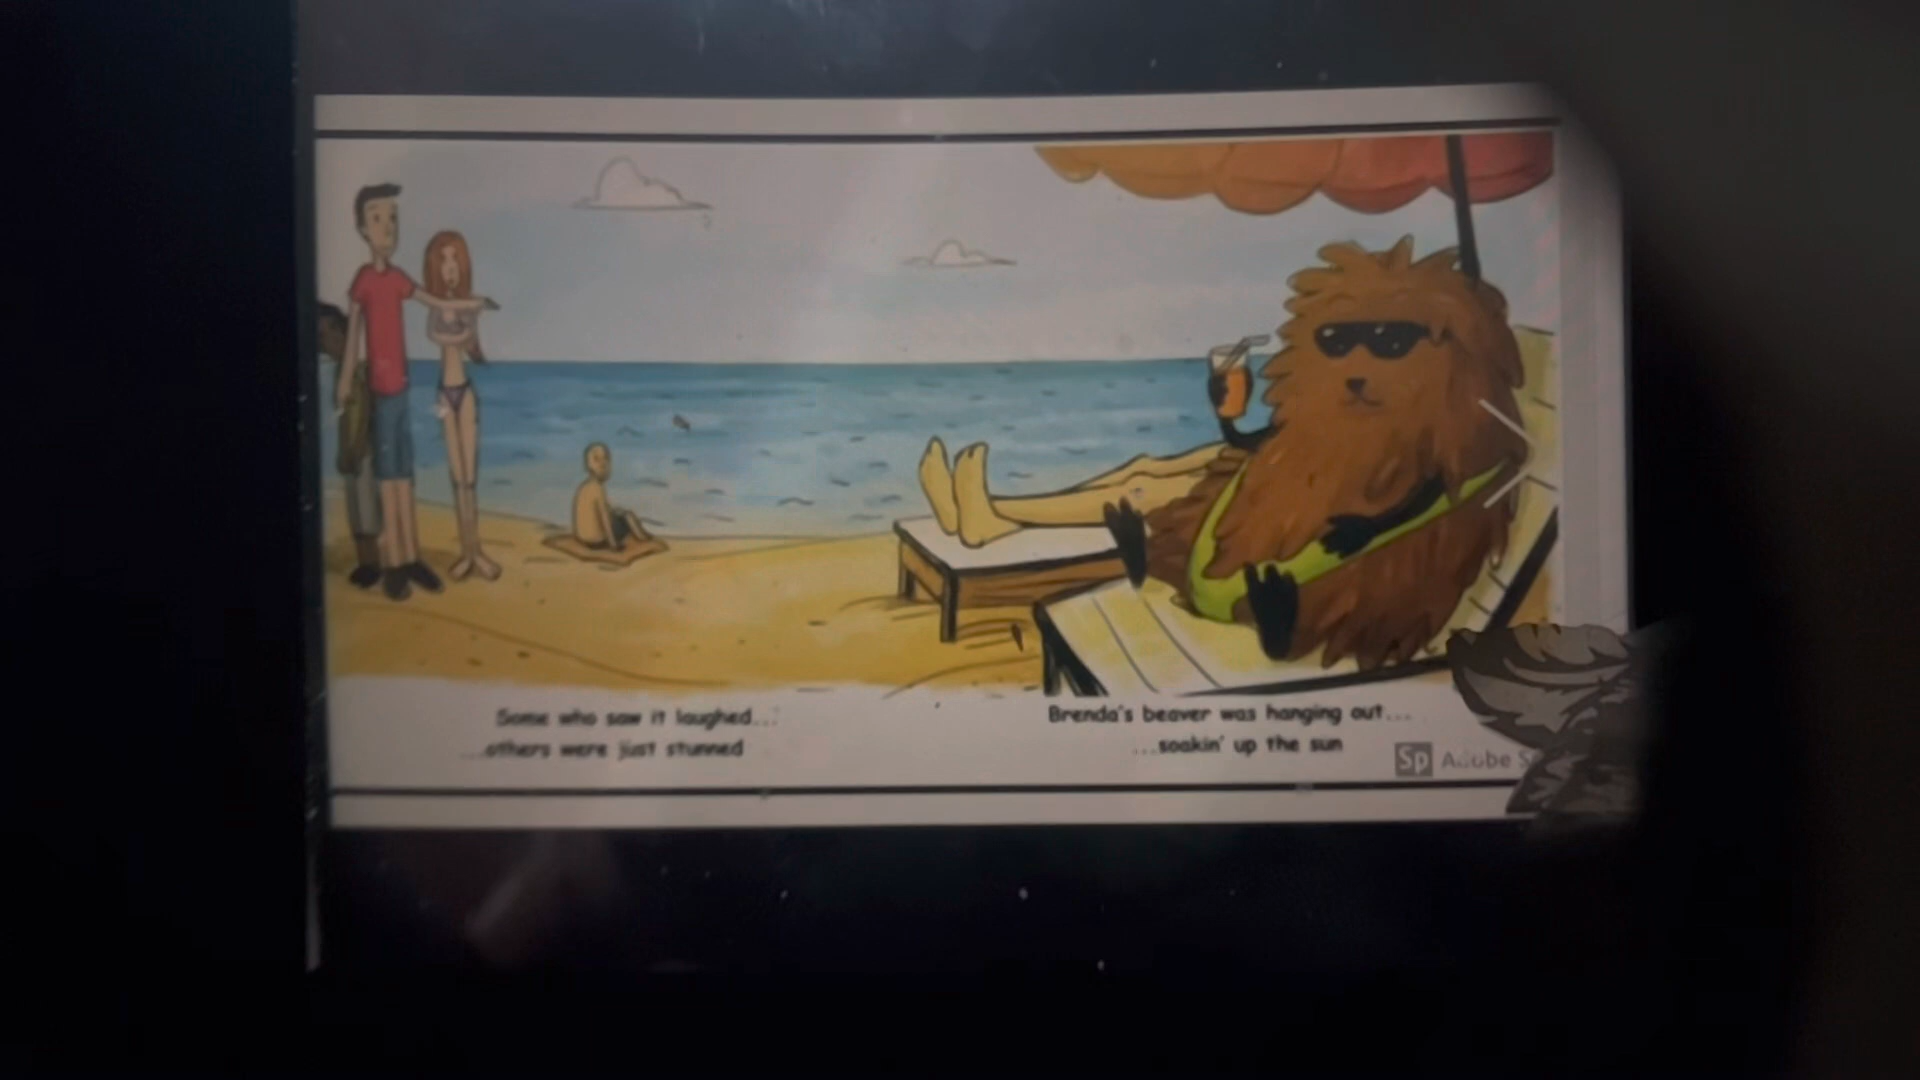 Some who saw it laughed...
...others were just stunned
Brenda's beaver was hanging out...
...soakin' up the sun
Sp Adobe